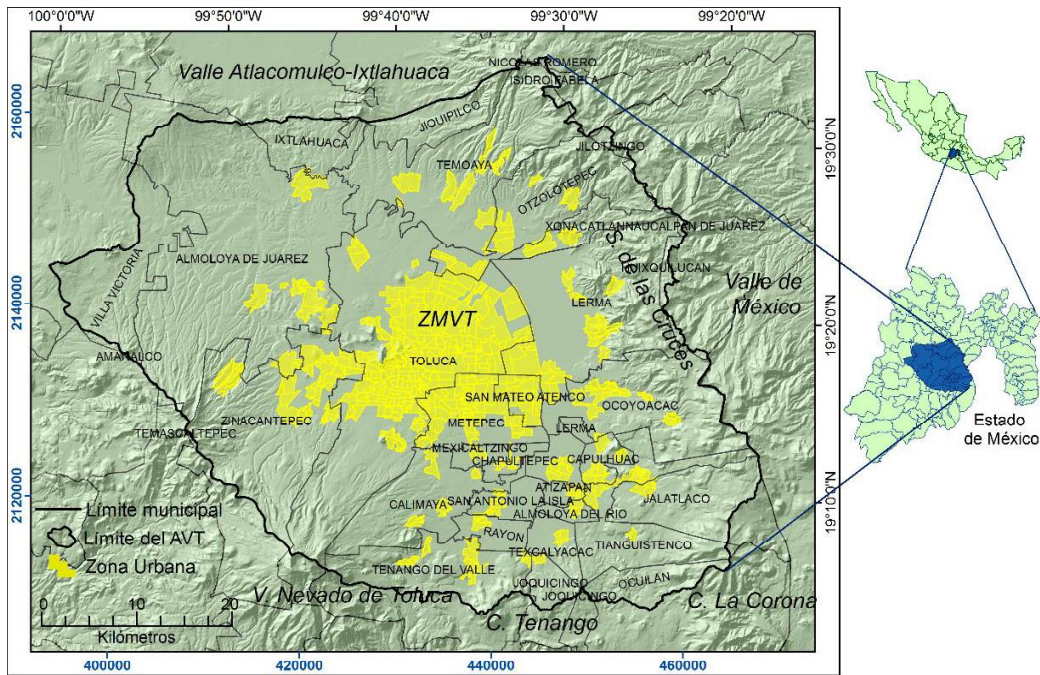 100°0'0"W
99°40'0"W
99°30'0"W
99°20'0"W
NICOLAS ROMERO
Valle Atlacomulco-Ixtlahuaca
ISIDRO FABELA
2160000
JIQUIPILCO
IXTLAHUACA
JILOTZINGO
19°30'0"N
TEMOAYA
OTZOLOTEPEC
XONACATLAN
NAUCALPAN DE JUAREZ
S. de las Cruces
ALMOLOYA DE JUAREZ
HUIXQUILUCAN
VILLA VICTORIA
Valle de
México
2140000
LERMA
ZMVT
19°20'0"N
AMANALCO
TOLUCA
SAN MATEO ATENCO
OCOYOACAC
ZINACANTEPEC
METEPEC
LERMA
TEMASCALTEPEC
MEXICALTZINGO
CHAPULTEPEC
CAPULHUAC
2120000
ATIZAPAN
JALATLACO
CALIMAYA
SAN ANTONIO LA ISLA
19°10'0"N
Límite municipal
ALMOLOYA DEL RIO
RAYON
Límite del AVT
TIANGUISTENCO
TEXCALYACAC
Zona Urbana
TENANGO DEL VALLE
JOQUICINGO
OCUILAN
V. Nevado de Toluca
JOQUICINGO
C. La Corona
0 10 20
C. Tenango
Kilómetros
400000
420000
440000
460000
Estado
de México